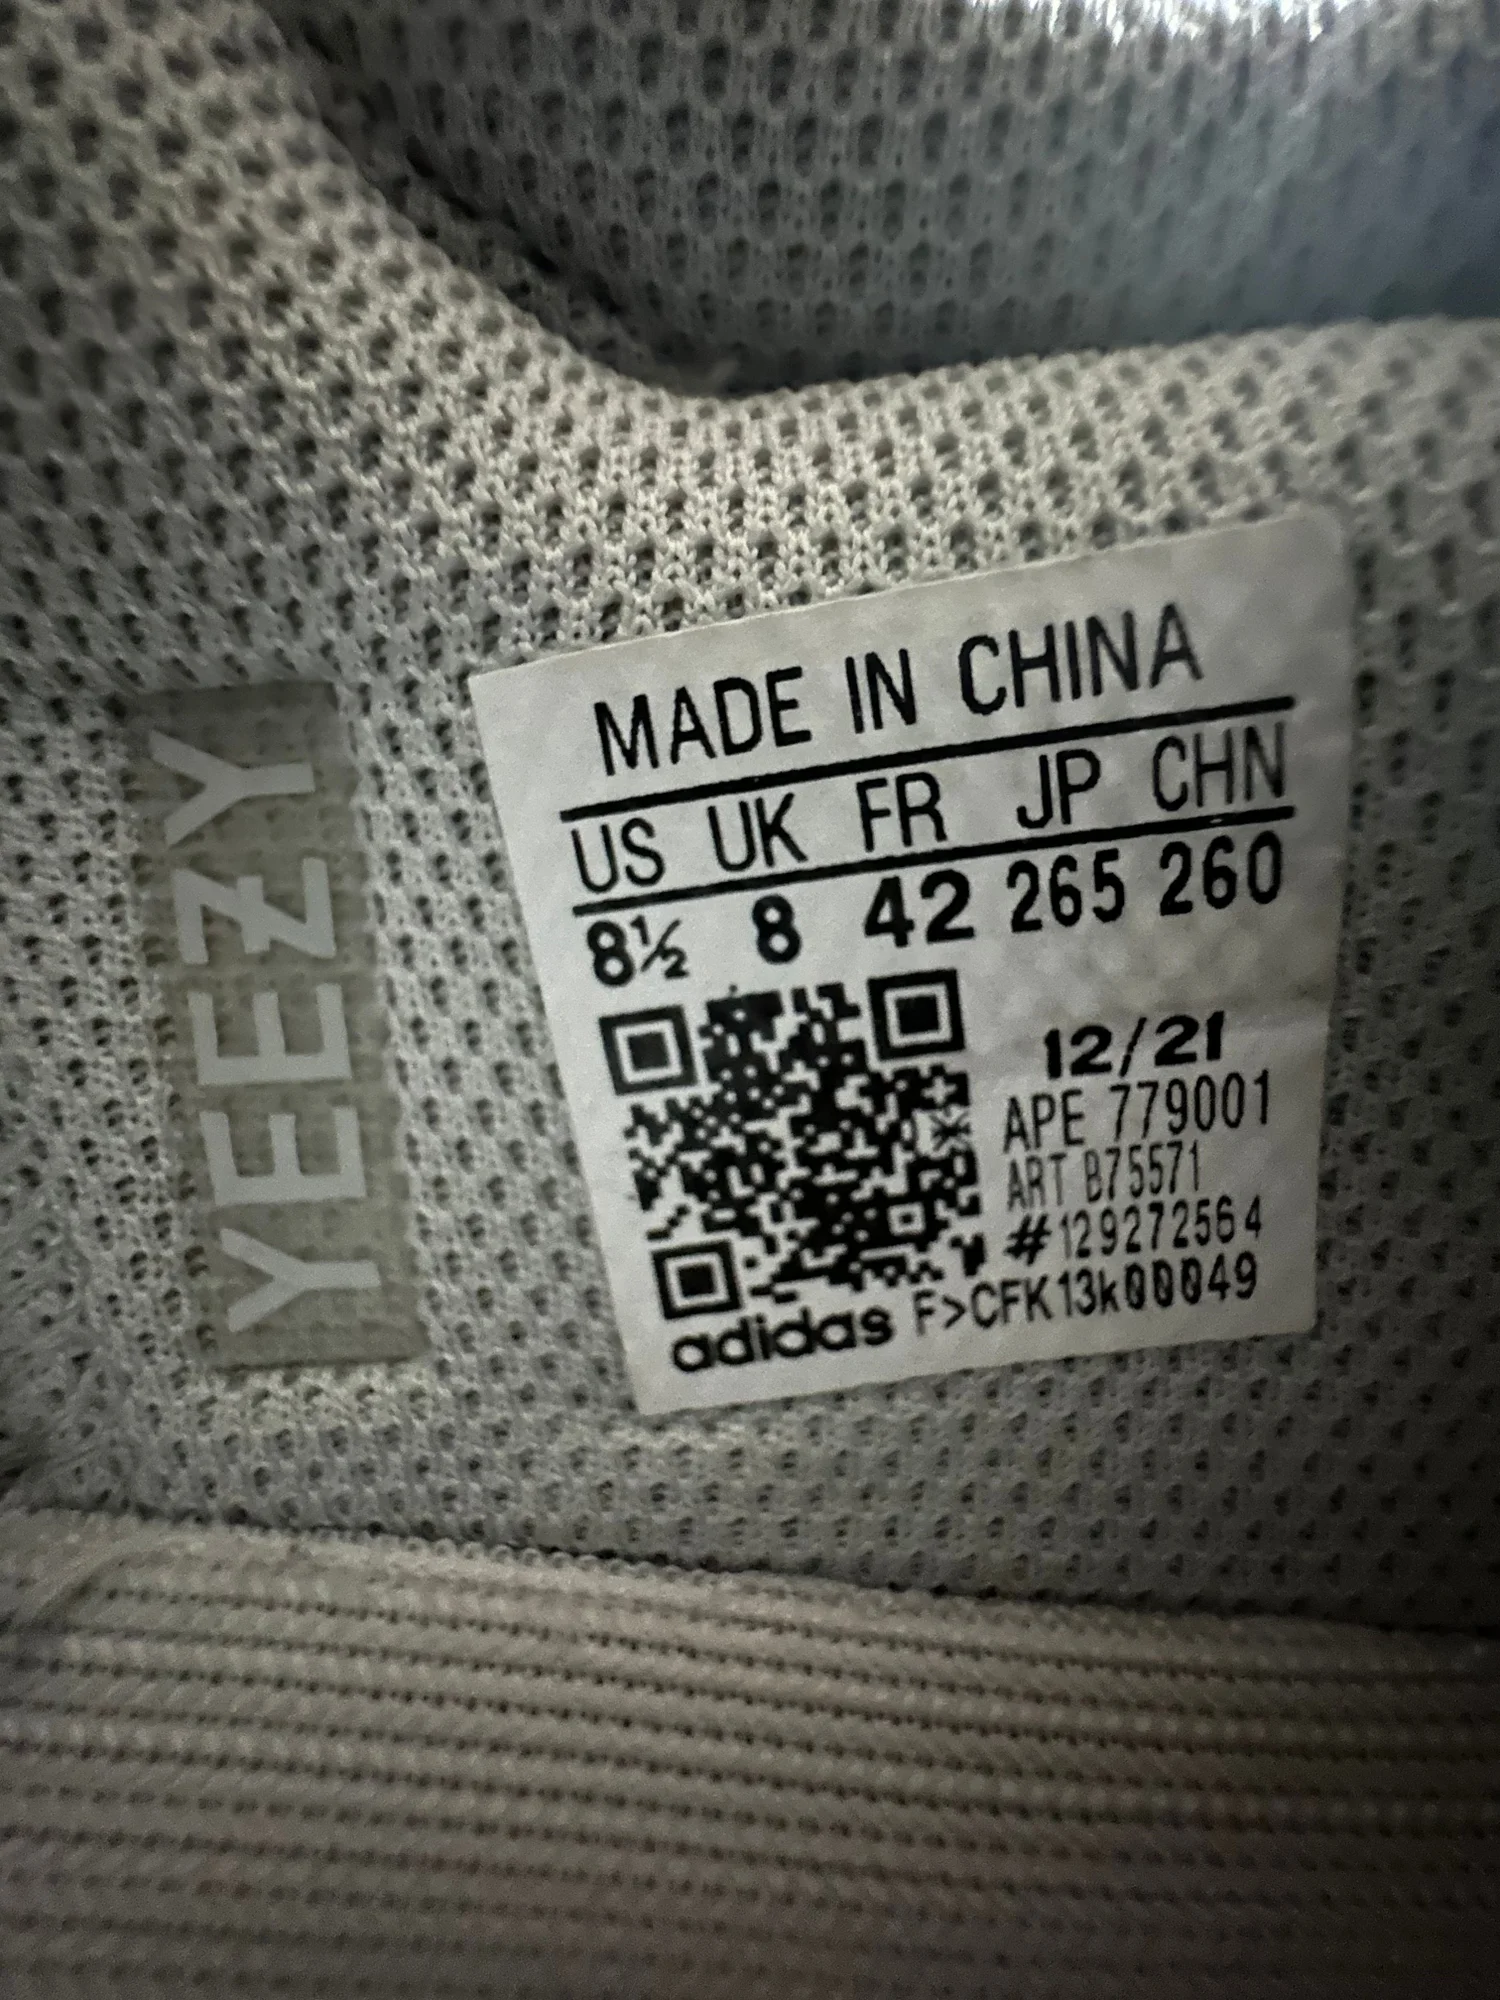 YEEZY
MADE IN CHINA
US UK FR JP CHN
8½ 8 42 265 260
12/21
APE 779001
ART B75571
#129272564
adidas F>CFK13k00049